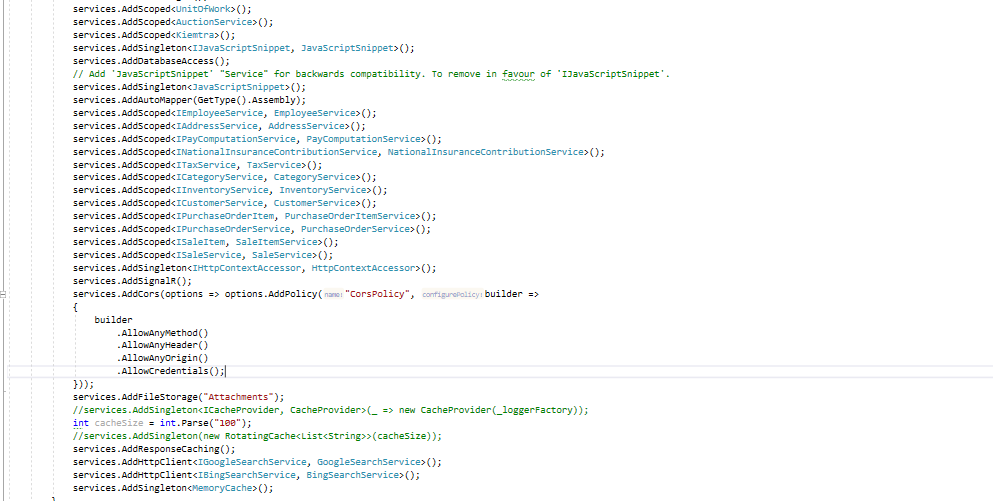 services.AddScoped<UnitOfWork>();
services.AddScoped<AuctionService>();
services.AddScoped<Kiemtra>();
services.AddSingleton<IJavaScriptSnippet, JavaScriptSnippet>();
services.AddDatabaseAccess();
// Add 'JavaScriptSnippet' "Service" for backwards compatibility. To remove in favour of 'IJavaScriptSnippet'.
services.AddSingleton<JavaScriptSnippet>();
services.AddAutoMapper(GetType().Assembly);
services.AddScoped<IEmployeeService, EmployeeService>();
services.AddScoped<IAddressService, AddressService>();
services.AddScoped<IPayComputationService, PayComputationService>();
services.AddScoped<INationalInsuranceContributionService, NationalInsuranceContributionService>();
services.AddScoped<ITaxService, TaxService>();
services.AddScoped<ICategoryService, CategoryService>();
services.AddScoped<IInventoryService, InventoryService>();
services.AddScoped<ICustomerService, CustomerService>();
services.AddScoped<IPurchaseOrderItem, PurchaseOrderItemService>();
services.AddScoped<IPurchaseOrderService, PurchaseOrderService>();
services.AddScoped<ISaleItem, SaleItemService>();
services.AddScoped<ISaleService, SaleService>();
services.AddSingleton<IHttpContextAccessor, HttpContextAccessor>();
services.AddSignalR();
services.AddCors(options => options.AddPolicy(name:"CorsPolicy", configurePolicy:builder =>
{
builder
.AllowAnyMethod()
.AllowAnyHeader()
.AllowAnyOrigin()
.AllowCredentials();
}));
services.AddFileStorage("Attachments");
//services.AddSingleton<ICacheProvider, CacheProvider>(_ => new CacheProvider(_loggerFactory));
int cacheSize = int.Parse("100");
//services.AddSingleton(new RotatingCache<List<String>>(cacheSize));
services.AddResponseCaching();
services.AddHttpClient<IGoogleSearchService, GoogleSearchService>();
services.AddHttpClient<IBingSearchService, BingSearchService>();
services.AddSingleton<MemoryCache>();